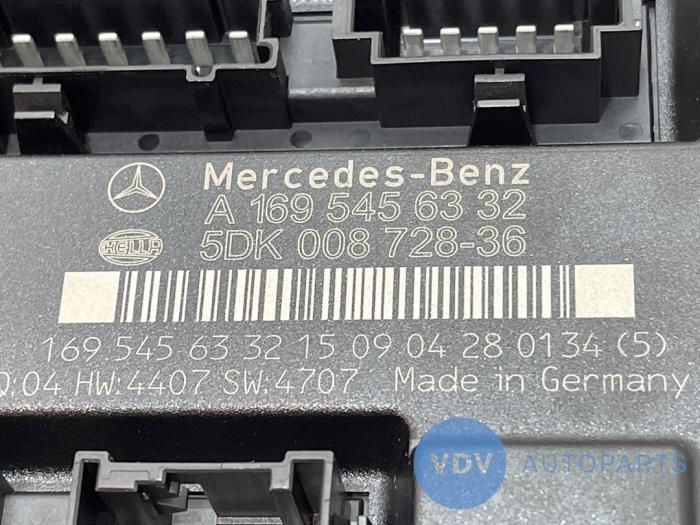 Mercedes-Benz
A 169 545 63 32
HELLA
5DK 008 728-36
169 545 63 32 15 09 04 28 0134 (5)
Q:04 HW:4407 SW:4707 Made in Germany
VDV AUTOPARTS